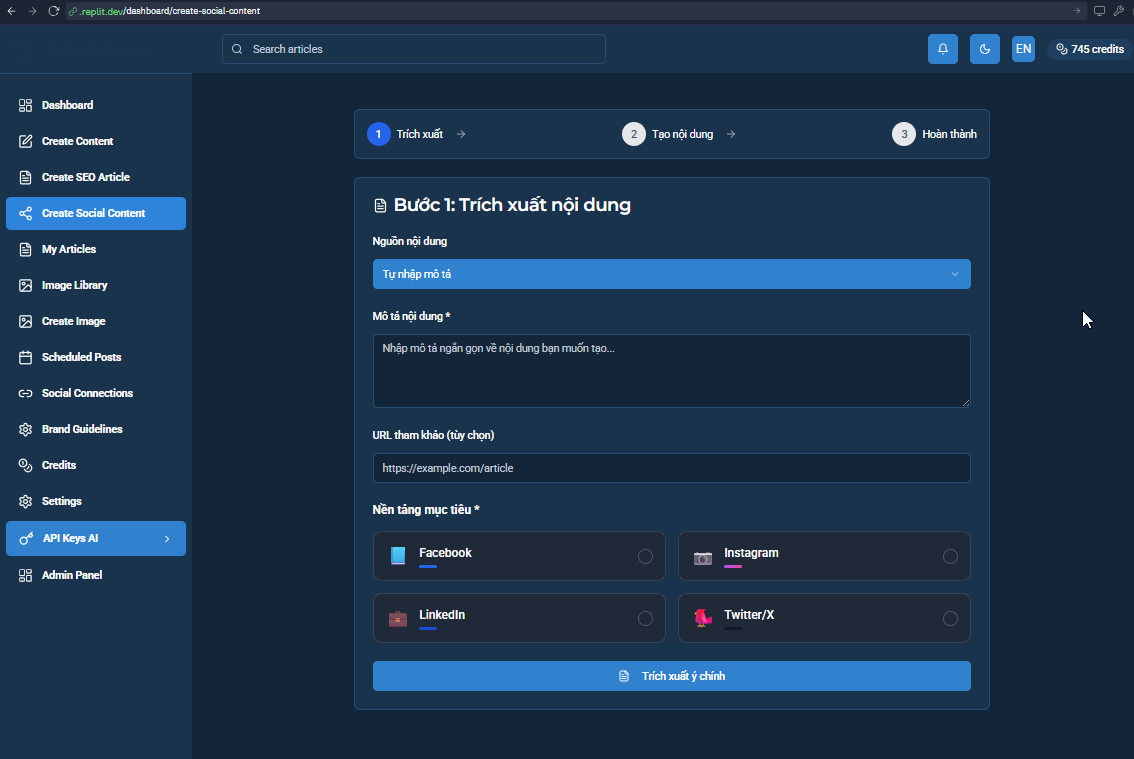 .replit.dev/dashboard/create-social-content
Search articles
EN
745 credits
Dashboard
Create Content
Create SEO Article
Create Social Content
My Articles
Image Library
Create Image
Scheduled Posts
Social Connections
Brand Guidelines
Credits
Settings
API Keys AI
Admin Panel
1 Trích xuất
2 Tạo nội dung
3 Hoàn thành
Bước 1: Trích xuất nội dung
Nguồn nội dung
Tự nhập mô tả
Mô tả nội dung *
Nhập mô tả ngắn gọn về nội dung bạn muốn tạo...
URL tham khảo (tùy chọn)
https://example.com/article
Nền tảng mục tiêu *
Facebook
Instagram
LinkedIn
Twitter/X
Trích xuất ý chính